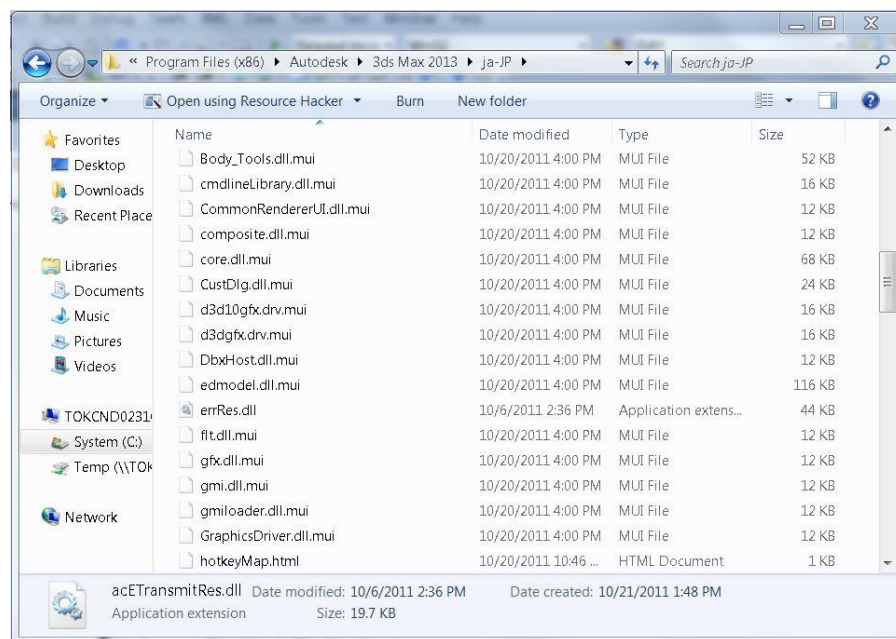 « Program Files (x86) ▸ Autodesk ▸ 3ds Max 2013 ▸ ja-JP ▸ Search ja-JP
Organize Open using Resource Hacker Burn New folder
Favorites
Desktop
Downloads
Recent Place
Libraries
Documents
Music
Pictures
Videos
TOKCND0231
System (C:)
Temp (\\TOK
Network
Name Date modified Type Size
Body_Tools.dll.mui 10/20/2011 4:00 PM MUI File 52 KB
cmdlineLibrary.dll.mui 10/20/2011 4:00 PM MUI File 16 KB
CommonRendererUI.dll.mui 10/20/2011 4:00 PM MUI File 12 KB
composite.dll.mui 10/20/2011 4:00 PM MUI File 12 KB
core.dll.mui 10/20/2011 4:00 PM MUI File 68 KB
CustDlg.dll.mui 10/20/2011 4:00 PM MUI File 24 KB
d3d10gfx.drv.mui 10/20/2011 4:00 PM MUI File 16 KB
d3dgfx.drv.mui 10/20/2011 4:00 PM MUI File 16 KB
DbxHost.dll.mui 10/20/2011 4:00 PM MUI File 12 KB
edmodel.dll.mui 10/20/2011 4:00 PM MUI File 116 KB
errRes.dll 10/6/2011 2:36 PM Application extens... 44 KB
flt.dll.mui 10/20/2011 4:00 PM MUI File 12 KB
gfx.dll.mui 10/20/2011 4:00 PM MUI File 12 KB
gmi.dll.mui 10/20/2011 4:00 PM MUI File 12 KB
gmiloader.dll.mui 10/20/2011 4:00 PM MUI File 12 KB
GraphicsDriver.dll.mui 10/20/2011 4:00 PM MUI File 12 KB
hotkeyMap.html 10/20/2011 10:46 ... HTML Document 1 KB
acETransmitRes.dll Date modified: 10/6/2011 2:36 PM Date created: 10/21/2011 1:48 PM
Application extension Size: 19.7 KB